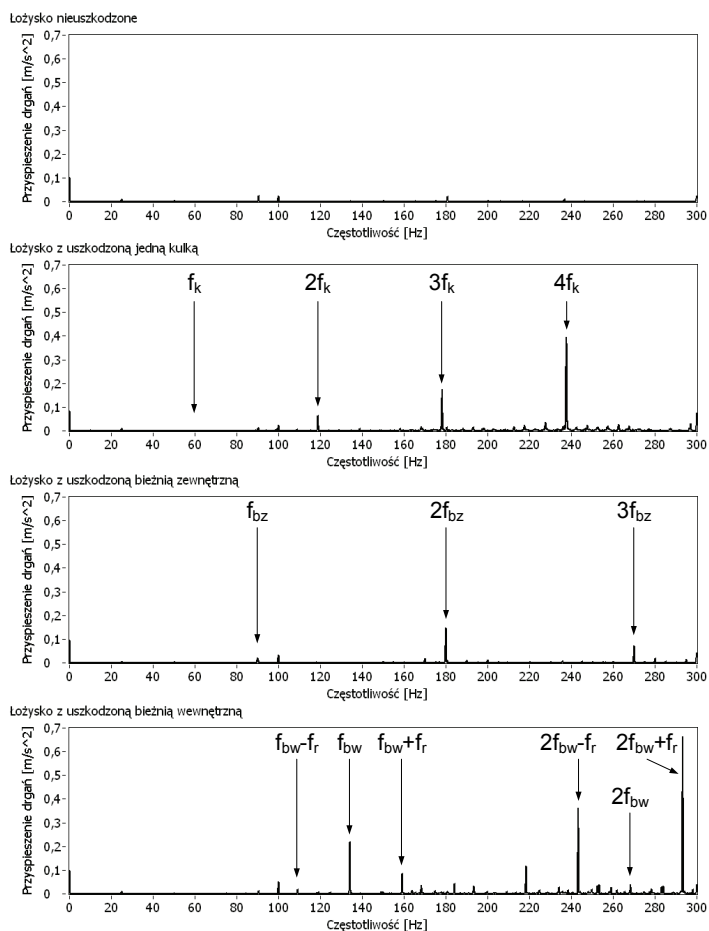 Łożysko nieuszkodzone
Przyspieszenie drgań [m/s^2]
0,7
0,6
0,5
0,4
0,3
0,2
0,1
0
0 20 40 60 80 100 120 140 160 180 200 220 240 260 280 300
Częstotliwość [Hz]
Łożysko z uszkodzoną jedną kulką
Przyspieszenie drgań [m/s^2]
0,7
0,6
0,5
0,4
0,3
0,2
0,1
0
fk 2fk 3fk 4fk
0 20 40 60 80 100 120 140 160 180 200 220 240 260 280 300
Częstotliwość [Hz]
Łożysko z uszkodzoną bieżnią zewnętrzną
Przyspieszenie drgań [m/s^2]
0,7
0,6
0,5
0,4
0,3
0,2
0,1
0
fbz 2fbz 3fbz
0 20 40 60 80 100 120 140 160 180 200 220 240 260 280 300
Częstotliwość [Hz]
Łożysko z uszkodzoną bieżnią wewnętrzną
Przyspieszenie drgań [m/s^2]
0,7
0,6
0,5
0,4
0,3
0,2
0,1
0
fbw-fr fbw fbw+fr 2fbw-fr 2fbw+fr
2fbw
0 20 40 60 80 100 120 140 160 180 200 220 240 260 280 300
Częstotliwość [Hz]